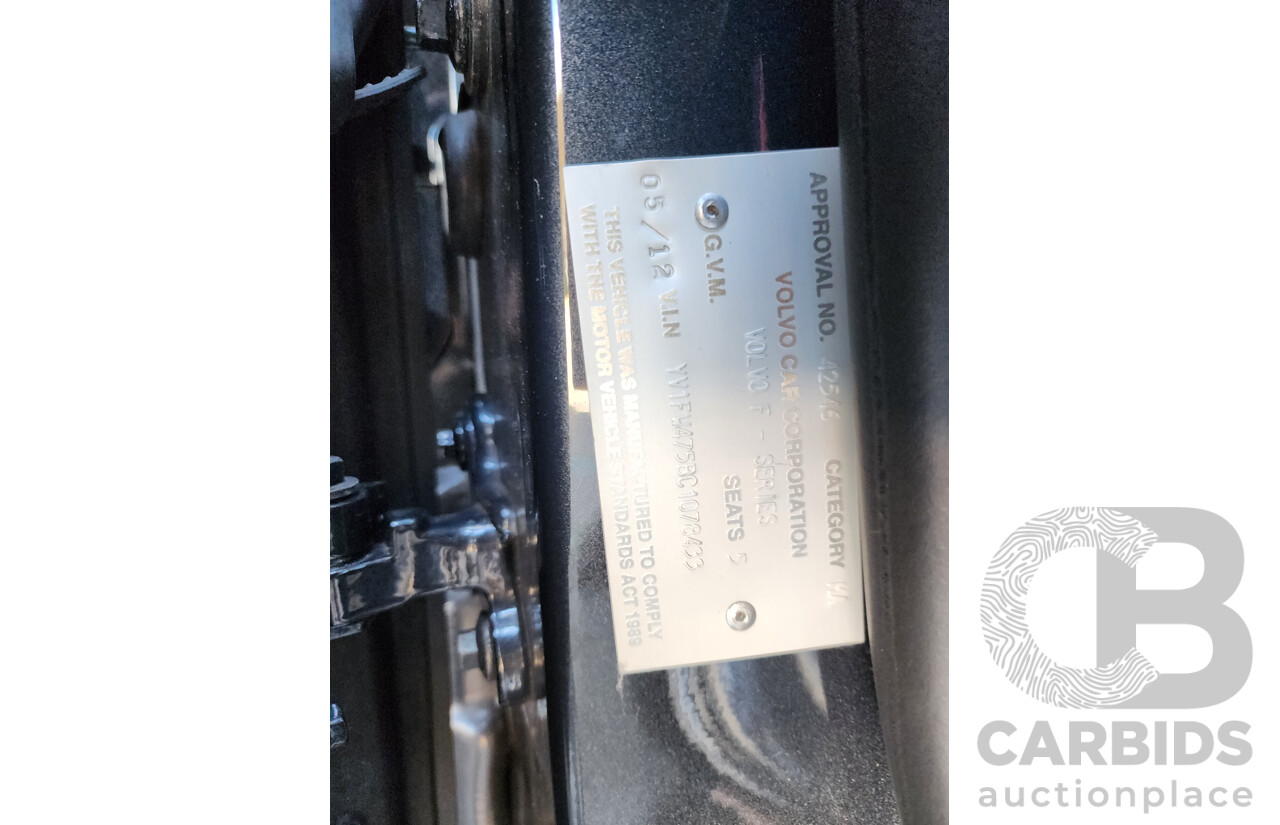 APPROVAL NO. 42516 CATEGORY
VOLVO CAR CORPORATION
VOLVO F - SERIES
G.V.M. SEATS 5
05/12 V.I.N
THIS VEHICLE WAS MANUFACTURED TO COMPLY
WITH THE MOTOR VEHICLE STANDARDS ACT 1989
CB
CARBIDS
auctionplace